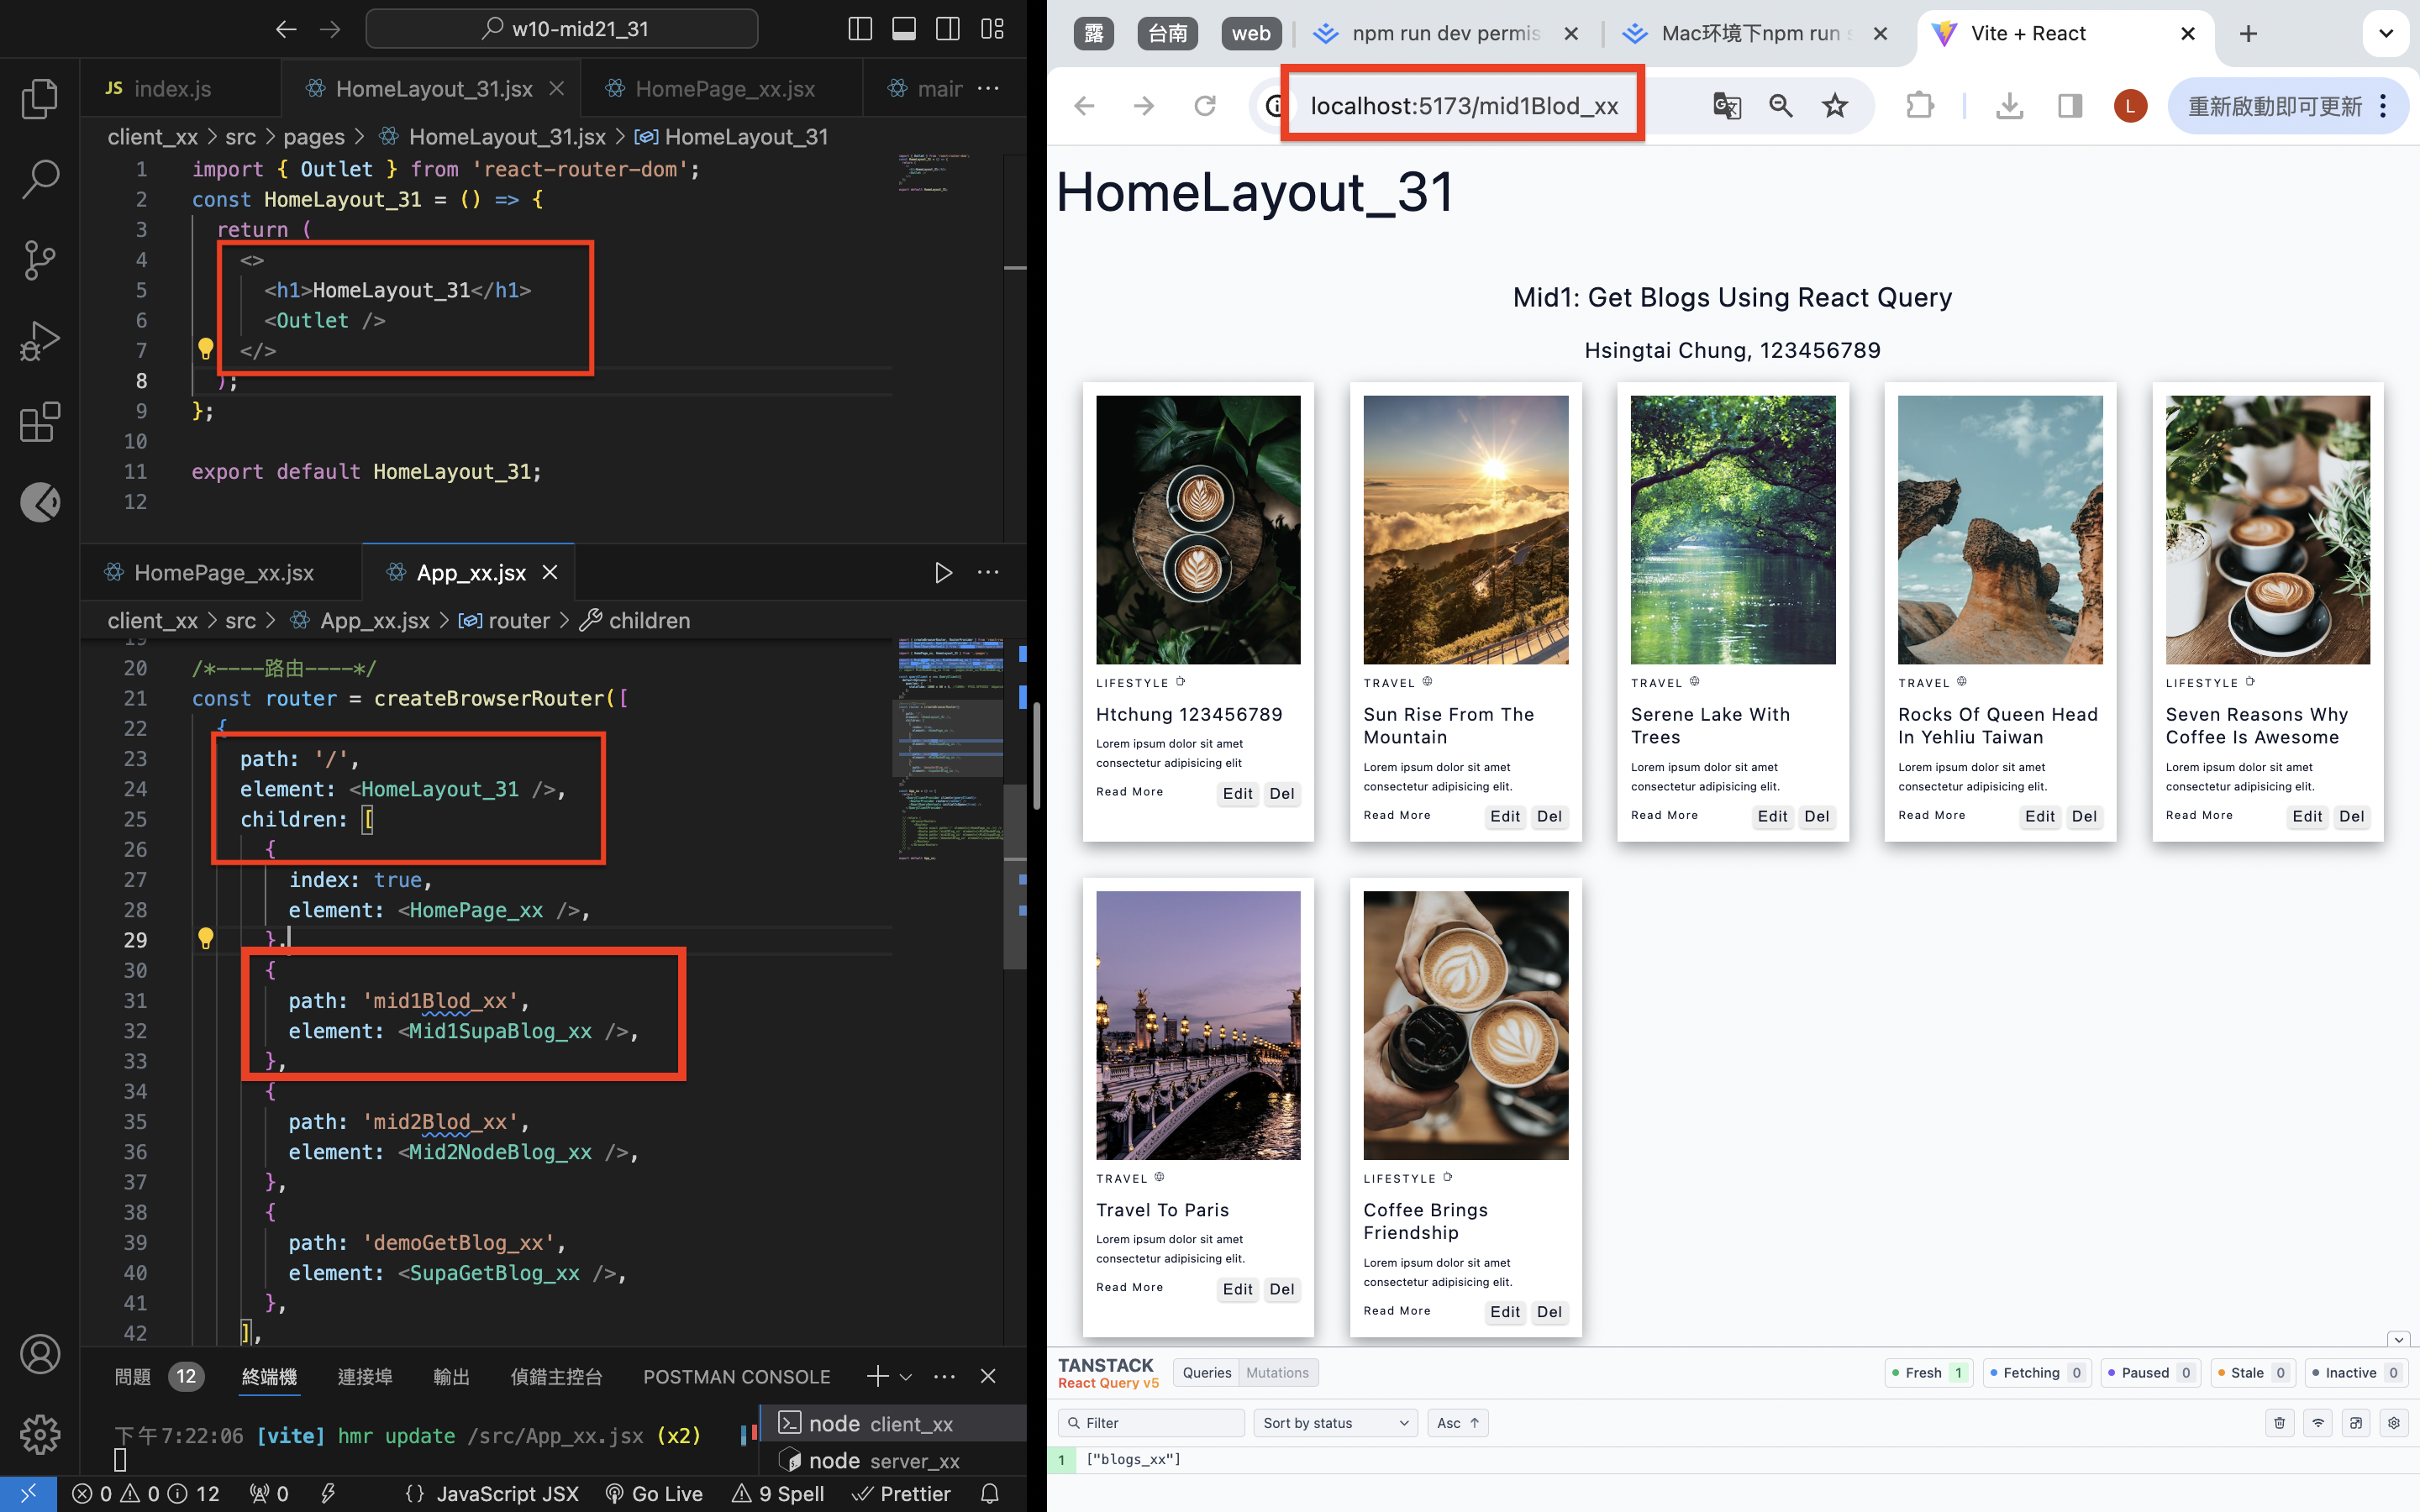 w10-mid21_31
JS index.js
HomeLayout_31.jsx
HomePage_xx.jsx
client_xx > src > pages > HomeLayout_31.jsx > HomeLayout_31
1 import { Outlet } from 'react-router-dom';
2 const HomeLayout_31 = () => {
3 return (
4 <>
5 <h1>HomeLayout_31</h1>
6 <Outlet />
7 </>
8 );
9 };
10
11 export default HomeLayout_31;
12
HomePage_xx.jsx
App_xx.jsx
client_xx > src > App_xx.jsx > router > children
19
20 /*----路由----*/
21 const router = createBrowserRouter([
22 {
23 path: '/',
24 element: <HomeLayout_31 />,
25 children: [
26 {
27 index: true,
28 element: <HomePage_xx />,
29 },
30 {
31 path: 'mid1Blod_xx',
32 element: <Mid1SupaBlog_xx />,
33 },
34 {
35 path: 'mid2Blod_xx',
36 element: <Mid2NodeBlog_xx />,
37 },
38 {
39 path: 'demoGetBlog_xx',
40 element: <SupaGetBlog_xx />,
41 },
42 ],
問題 12 終端機 連接埠 輸出 偵錯主控台 POSTMAN CONSOLE
下午7:22:06 [vite] hmr update /src/App_xx.jsx (x2)
node client_xx
node server_xx
0 0 12 0 {} JavaScript JSX Go Live 9 Spell Prettier
露 台南 web npm run dev permis Mac环境下npm run s Vite + React
localhost:5173/mid1Blod_xx
L 重新啟動即可更新
HomeLayout_31
Mid1: Get Blogs Using React Query
Hsingtai Chung, 123456789
LIFESTYLE
Htchung 123456789
Lorem ipsum dolor sit amet
consectetur adipisicing elit
Read More Edit Del
TRAVEL
Sun Rise From The
Mountain
Lorem ipsum dolor sit amet
consectetur adipisicing elit.
Read More Edit Del
TRAVEL
Serene Lake With
Trees
Lorem ipsum dolor sit amet
consectetur adipisicing elit.
Read More Edit Del
TRAVEL
Rocks Of Queen Head
In Yehliu Taiwan
Lorem ipsum dolor sit amet
consectetur adipisicing elit.
Read More Edit Del
LIFESTYLE
Seven Reasons Why
Coffee Is Awesome
Lorem ipsum dolor sit amet
consectetur adipisicing elit.
Read More Edit Del
TRAVEL
Travel To Paris
Lorem ipsum dolor sit amet
consectetur adipisicing elit.
Read More Edit Del
LIFESTYLE
Coffee Brings
Friendship
Lorem ipsum dolor sit amet
consectetur adipisicing elit.
Read More Edit Del
TANSTACK
React Query v5
Queries Mutations
Fresh 1 Fetching 0 Paused 0 Stale 0 Inactive 0
Filter Sort by status Asc ↑
1 ["blogs_xx"]